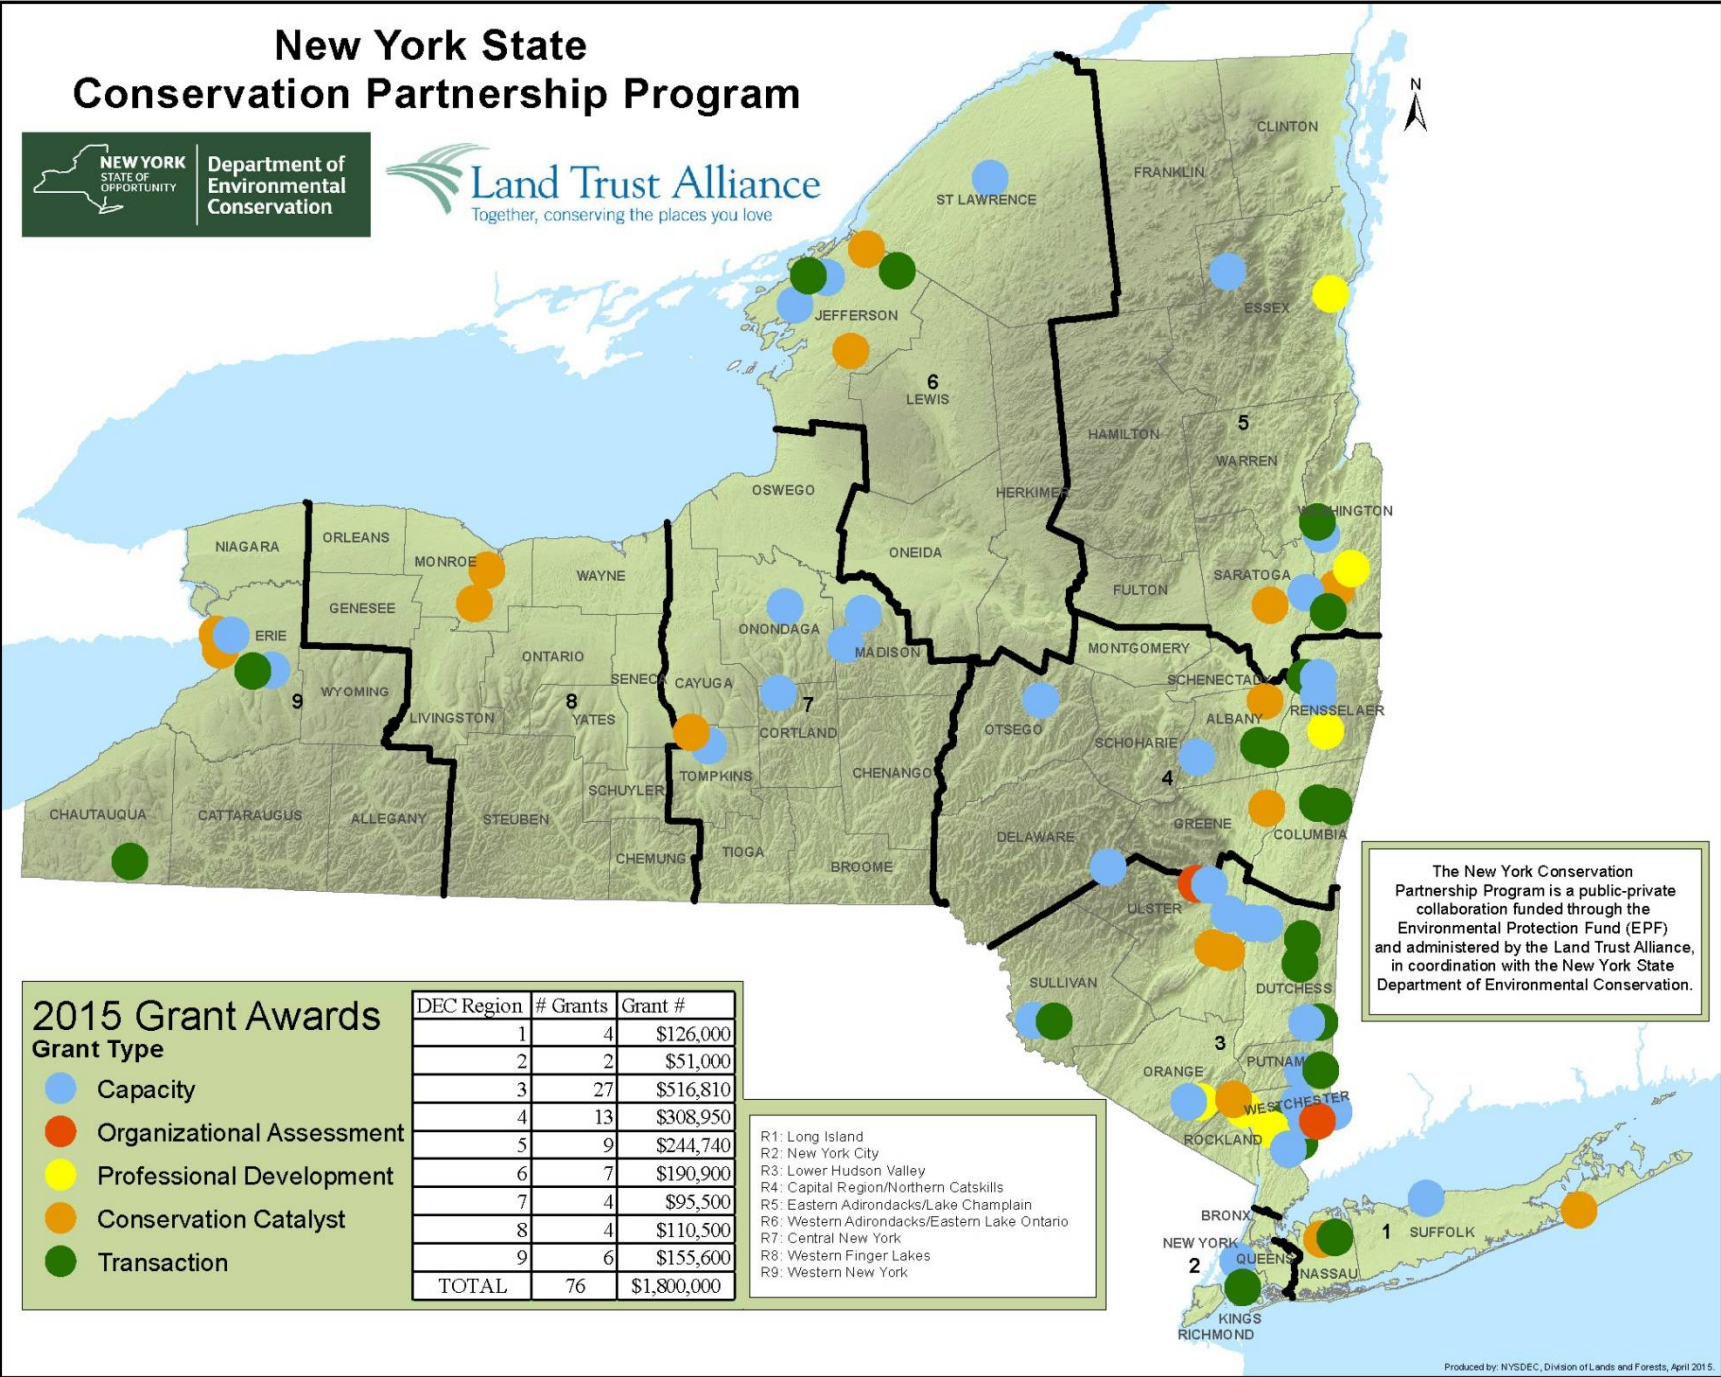 New York State
Conservation Partnership Program
NEW YORK
STATE OF
OPPORTUNITY
Department of
Environmental
Conservation
Land Trust Alliance
Together, conserving the places you love
N
CLINTON
FRANKLIN
ST LAWRENCE
ESSEX
JEFFERSON
6
LEWIS
5
HAMILTON
WARREN
HERKIMER
OSWEGO
WASHINGTON
NIAGARA
ORLEANS
MONROE
WAYNE
ONEIDA
SARATOGA
FULTON
GENESEE
ERIE
ONONDAGA
MADISON
MONTGOMERY
ONTARIO
SENECA
CAYUGA
SCHENECTADY
WYOMING
9
LIVINGSTON
8
YATES
7
CORTLAND
OTSEGO
ALBANY
RENSSELAER
SCHOHARIE
4
CHENANGO
TOMPKINS
SCHUYLER
CHAUTAUQUA
CATTARAUGUS
ALLEGANY
STEUBEN
GREENE
COLUMBIA
DELAWARE
CHEMUNG
TIOGA
BROOME
ULSTER
SULLIVAN
DUTCHESS
3
ORANGE
PUTNAM
WESTCHESTER
ROCKLAND
BRONX
NEW YORK
2
QUEENS
NASSAU
1
SUFFOLK
KINGS
RICHMOND
The New York Conservation
Partnership Program is a public-private
collaboration funded through the
Environmental Protection Fund (EPF)
and administered by the Land Trust Alliance,
in coordination with the New York State
Department of Environmental Conservation.
2015 Grant Awards
Grant Type
Capacity
Organizational Assessment
Professional Development
Conservation Catalyst
Transaction
DEC Region # Grants Grant #
1 4 $126,000
2 2 $51,000
3 27 $516,810
4 13 $308,950
5 9 $244,740
6 7 $190,900
7 4 $95,500
8 4 $110,500
9 6 $155,600
TOTAL 76 $1,800,000
R1: Long Island
R2: New York City
R3: Lower Hudson Valley
R4: Capital Region/Northern Catskills
R5: Eastern Adirondacks/Lake Champlain
R6: Western Adirondacks/Eastern Lake Ontario
R7: Central New York
R8: Western Finger Lakes
R9: Western New York
Produced by: NYSDEC, Division of Lands and Forests, April 2015.